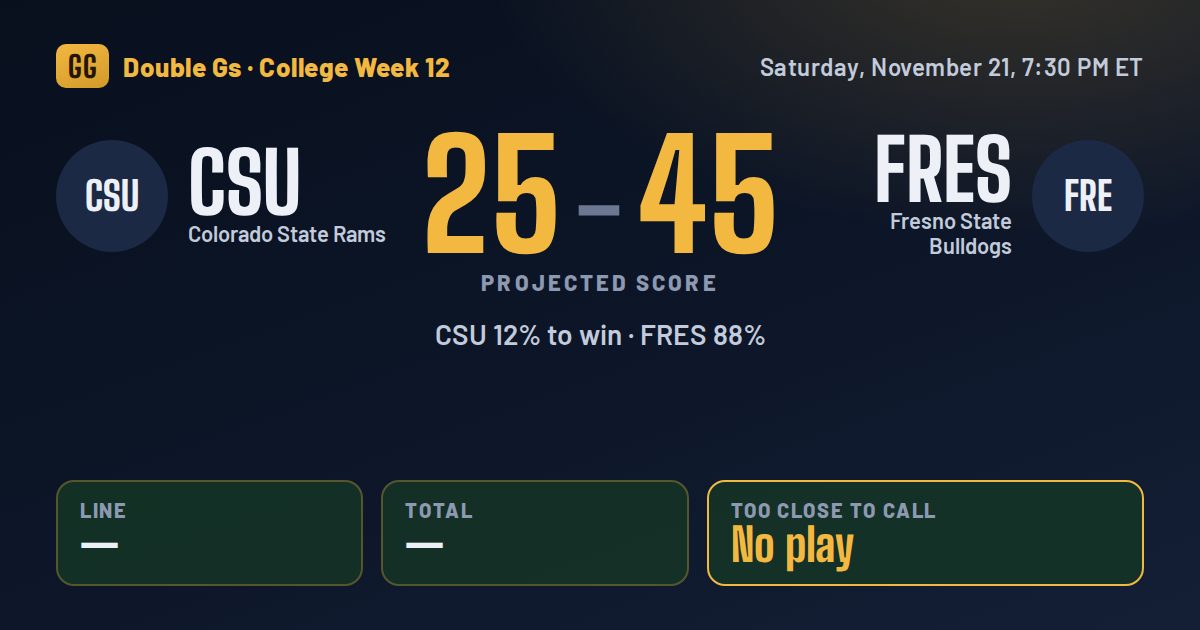 GG Double Gs · College Week 12
Saturday, November 21, 7:30 PM ET
CSU
CSU
Colorado State Rams
25 – 45
PROJECTED SCORE
CSU 12% to win · FRES 88%
FRES
Fresno State
Bulldogs
FRE
LINE
—
TOTAL
—
TOO CLOSE TO CALL
No play